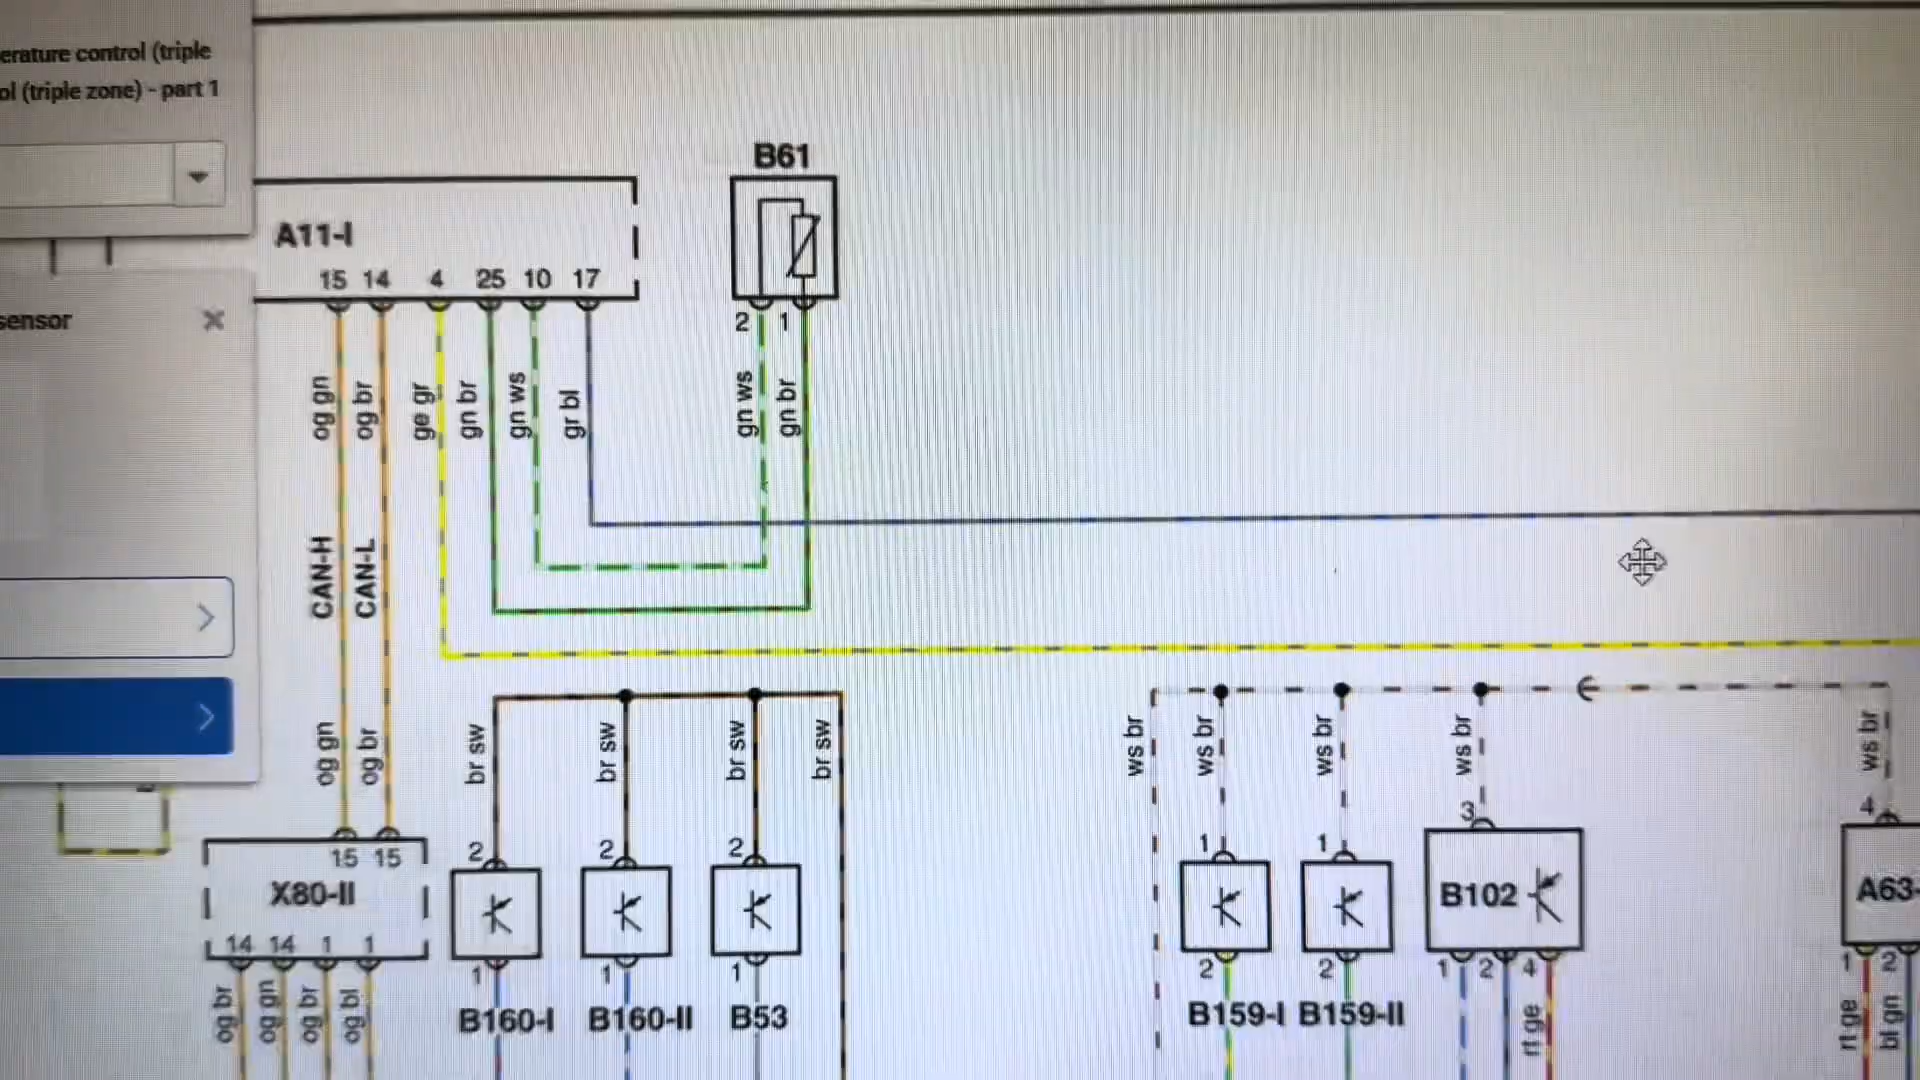 erature control (triple
ol (triple zone) - part 1
sensor
B61
A11-I
15 14 4 25 10 17
2 1
og gn
og br
ge gr
gn br
gn ws
gr bl
gn ws
gn br
CAN-H
CAN-L
og gn
og br
br sw
br sw
br sw
br sw
ws br
ws br
ws br
ws br
ws br
2 2 2
1 1 3 4
15 15
X80-II
14 14 1 1
B102
A63-
1 1 1
2 2 1 2 4 1 2
B160-I B160-II B53
B159-I B159-II
og br
og gn
og br
og bl
rt ge
rt ge
bl gn